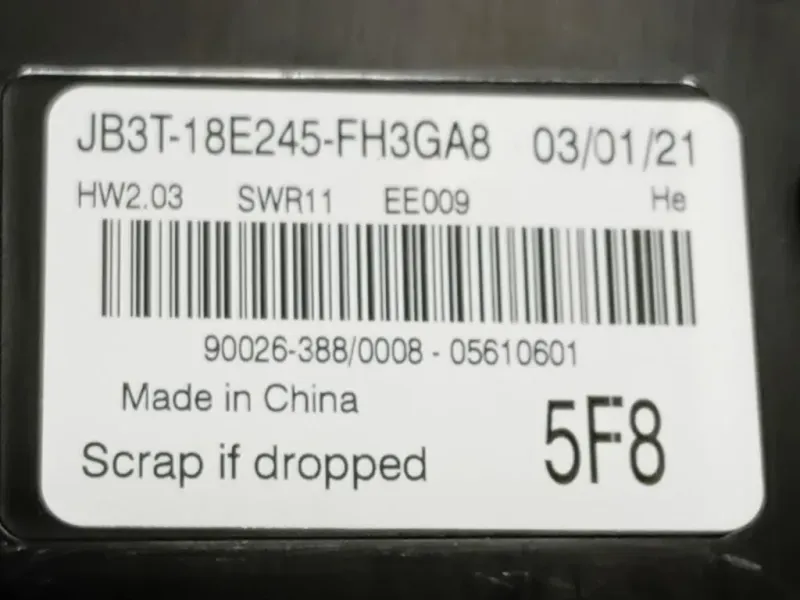 JB3T-18E245-FH3GA8 03/01/21
HW2.03 SWR11 EE009 He
90026-388/0008 - 05610601
Made in China
Scrap if dropped
5F8